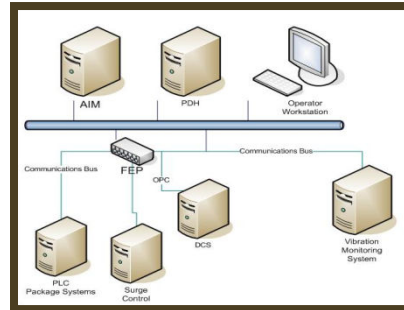 AIM
PDH
Operator
Workstation
Communications Bus
FEP
Communications Bus
OPC
DCS
PLC
Package Systems
Surge
Control
Vibration
Monitoring
System